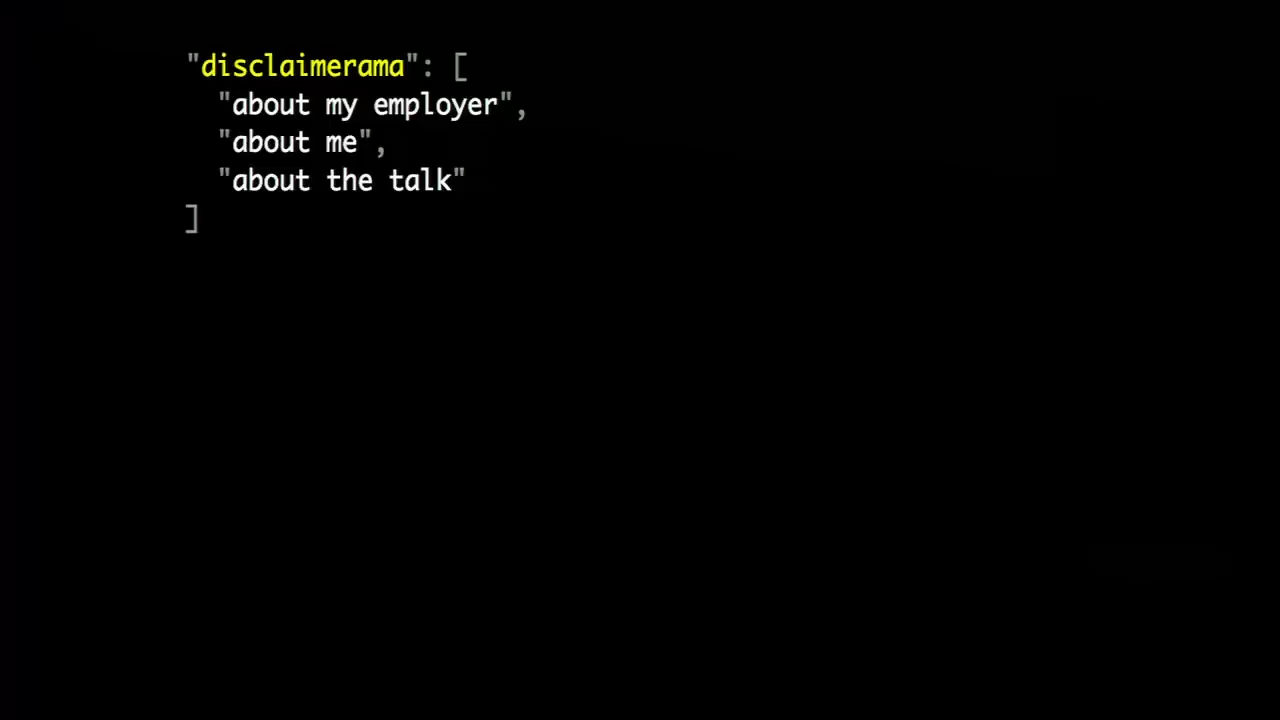 "disclaimerama": [
"about my employer",
"about me",
"about the talk"
]